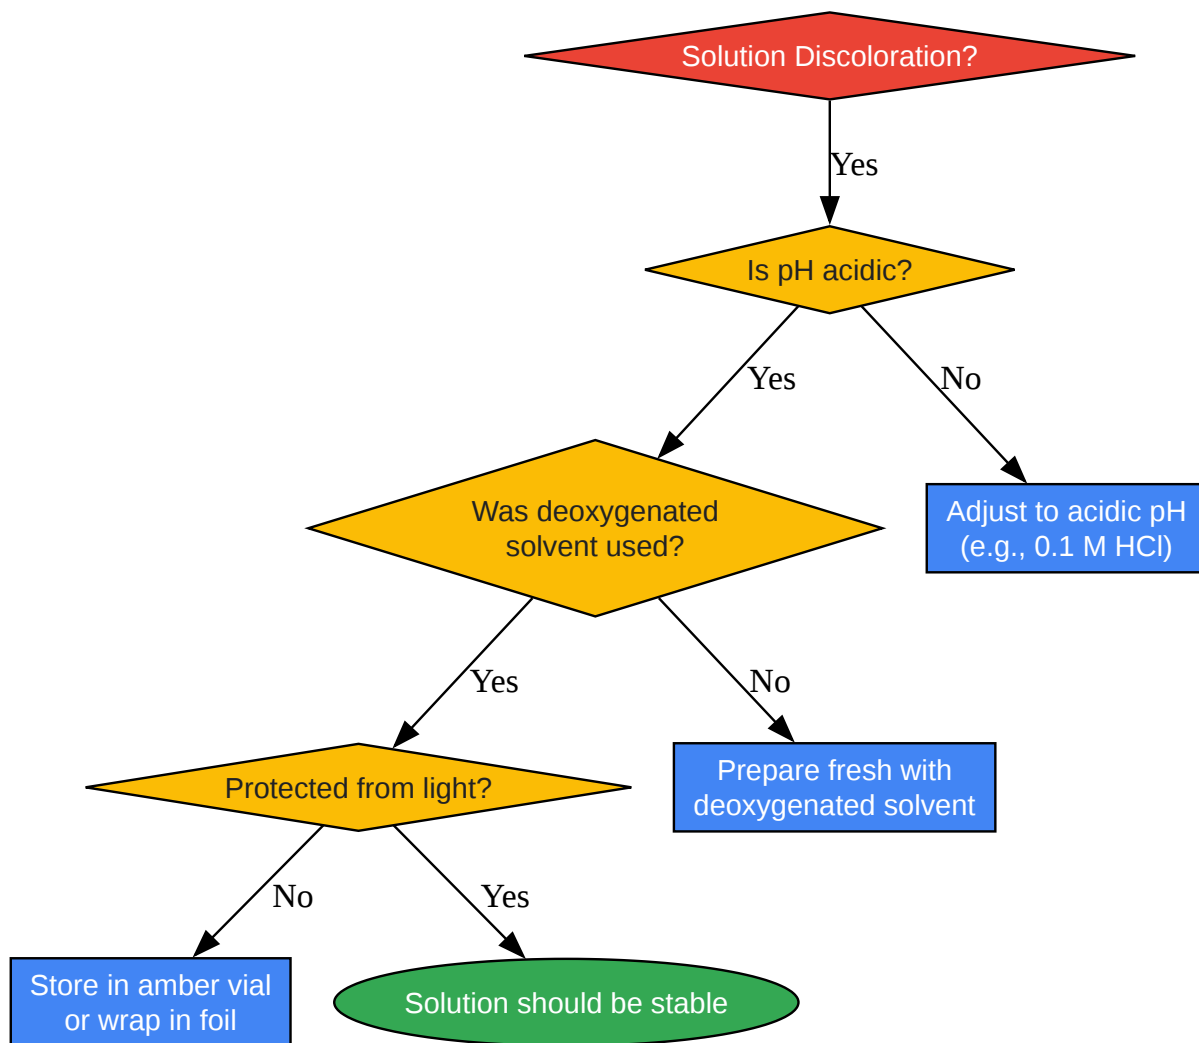 Solution Discoloration?
Yes
Is pH acidic?
Yes
No
Was deoxygenated
solvent used?
Adjust to acidic pH
(e.g., 0.1 M HCl)
Yes
No
Protected from light?
Prepare fresh with
deoxygenated solvent
No
Yes
Store in amber vial
or wrap in foil
Solution should be stable